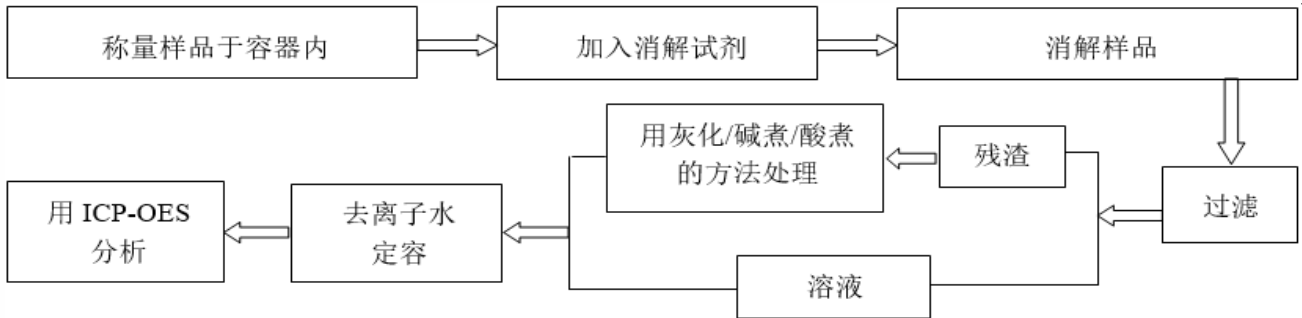 称量样品于容器内
加入消解试剂
消解样品
过滤
残渣
用灰化/碱煮/酸煮
的方法处理
溶液
去离子水
定容
用 ICP-OES
分析